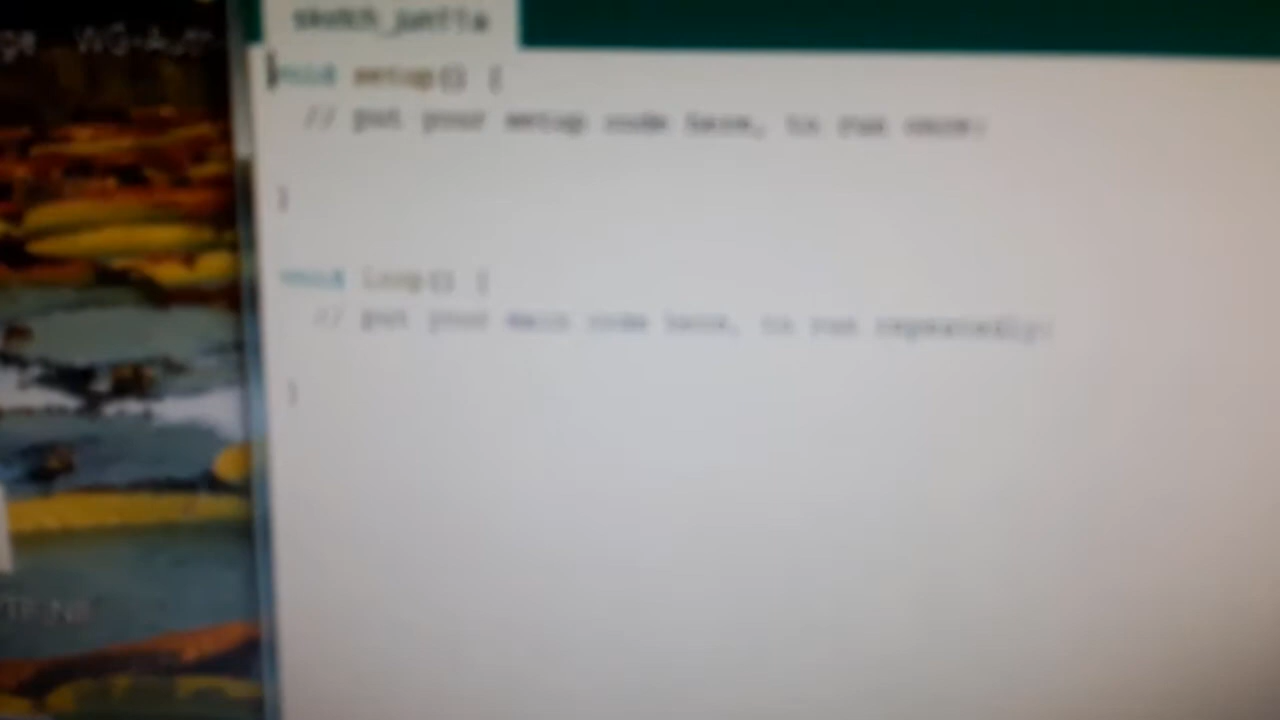 void setup() {
// put your setup code here, to run once:
}
void loop() {
// put your main code here, to run repeatedly:
}